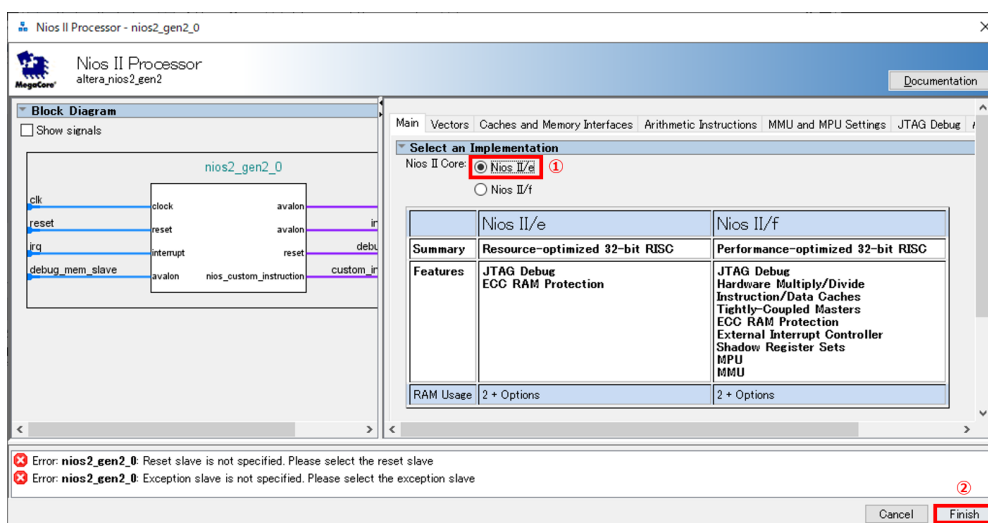 Nios II Processor - nios2_gen2_0
MegaCore'
Nios II Processor
altera_nios2_gen2
Documentation
Block Diagram
Show signals
nios2_gen2_0
clk
clock
avalon
reset
reset
avalon
in
irq
interrupt
reset
debu
debug_mem_slave
avalon
nios_custom_instruction
custom_in
Main Vectors Caches and Memory Interfaces Arithmetic Instructions MMU and MPU Settings JTAG Debug
Select an Implementation
Nios II Core: Nios II/e ①
Nios II/f
Nios II/e Nios II/f
Summary Resource-optimized 32-bit RISC Performance-optimized 32-bit RISC
Features JTAG Debug JTAG Debug
ECC RAM Protection Hardware Multiply/Divide
Instruction/Data Caches
Tightly-Coupled Masters
ECC RAM Protection
External Interrupt Controller
Shadow Register Sets
MPU
MMU
RAM Usage 2 + Options 2 + Options
Error: nios2_gen2_0: Reset slave is not specified. Please select the reset slave
Error: nios2_gen2_0: Exception slave is not specified. Please select the exception slave
②
Cancel Finish